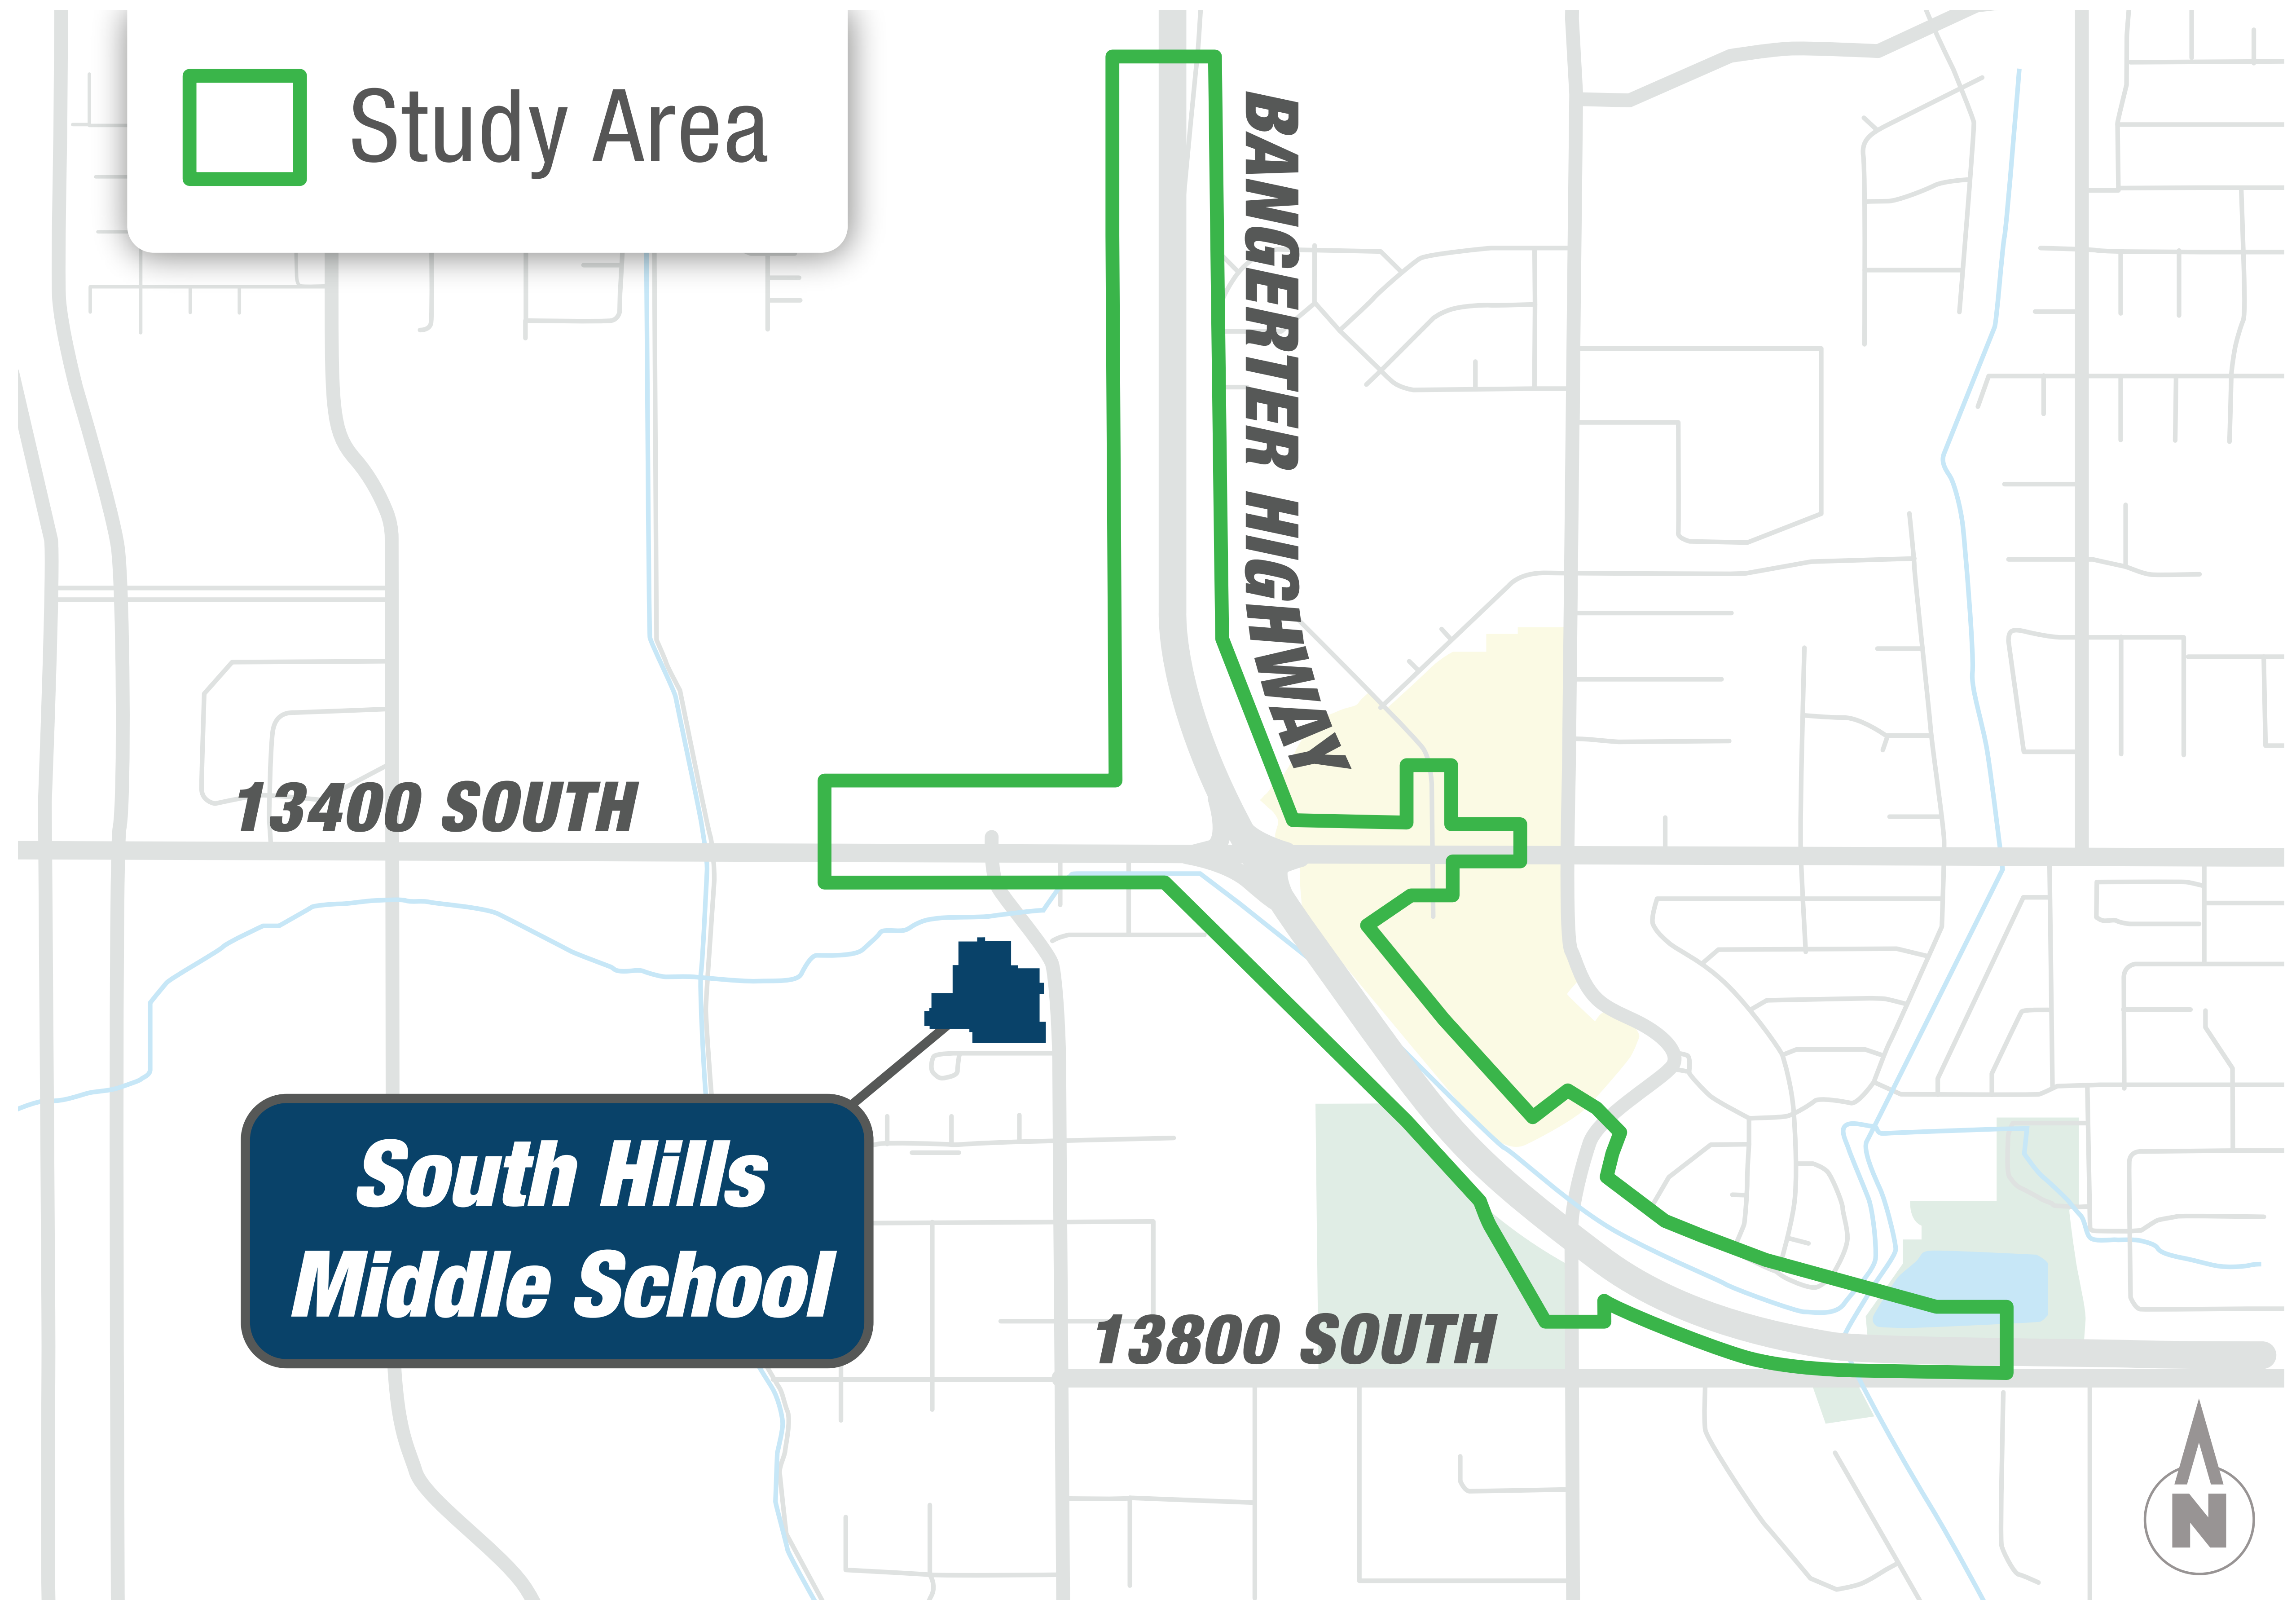 Study Area
BANGERTER HIGHWAY
13400 SOUTH
South Hills
Middle School
13800 SOUTH
N